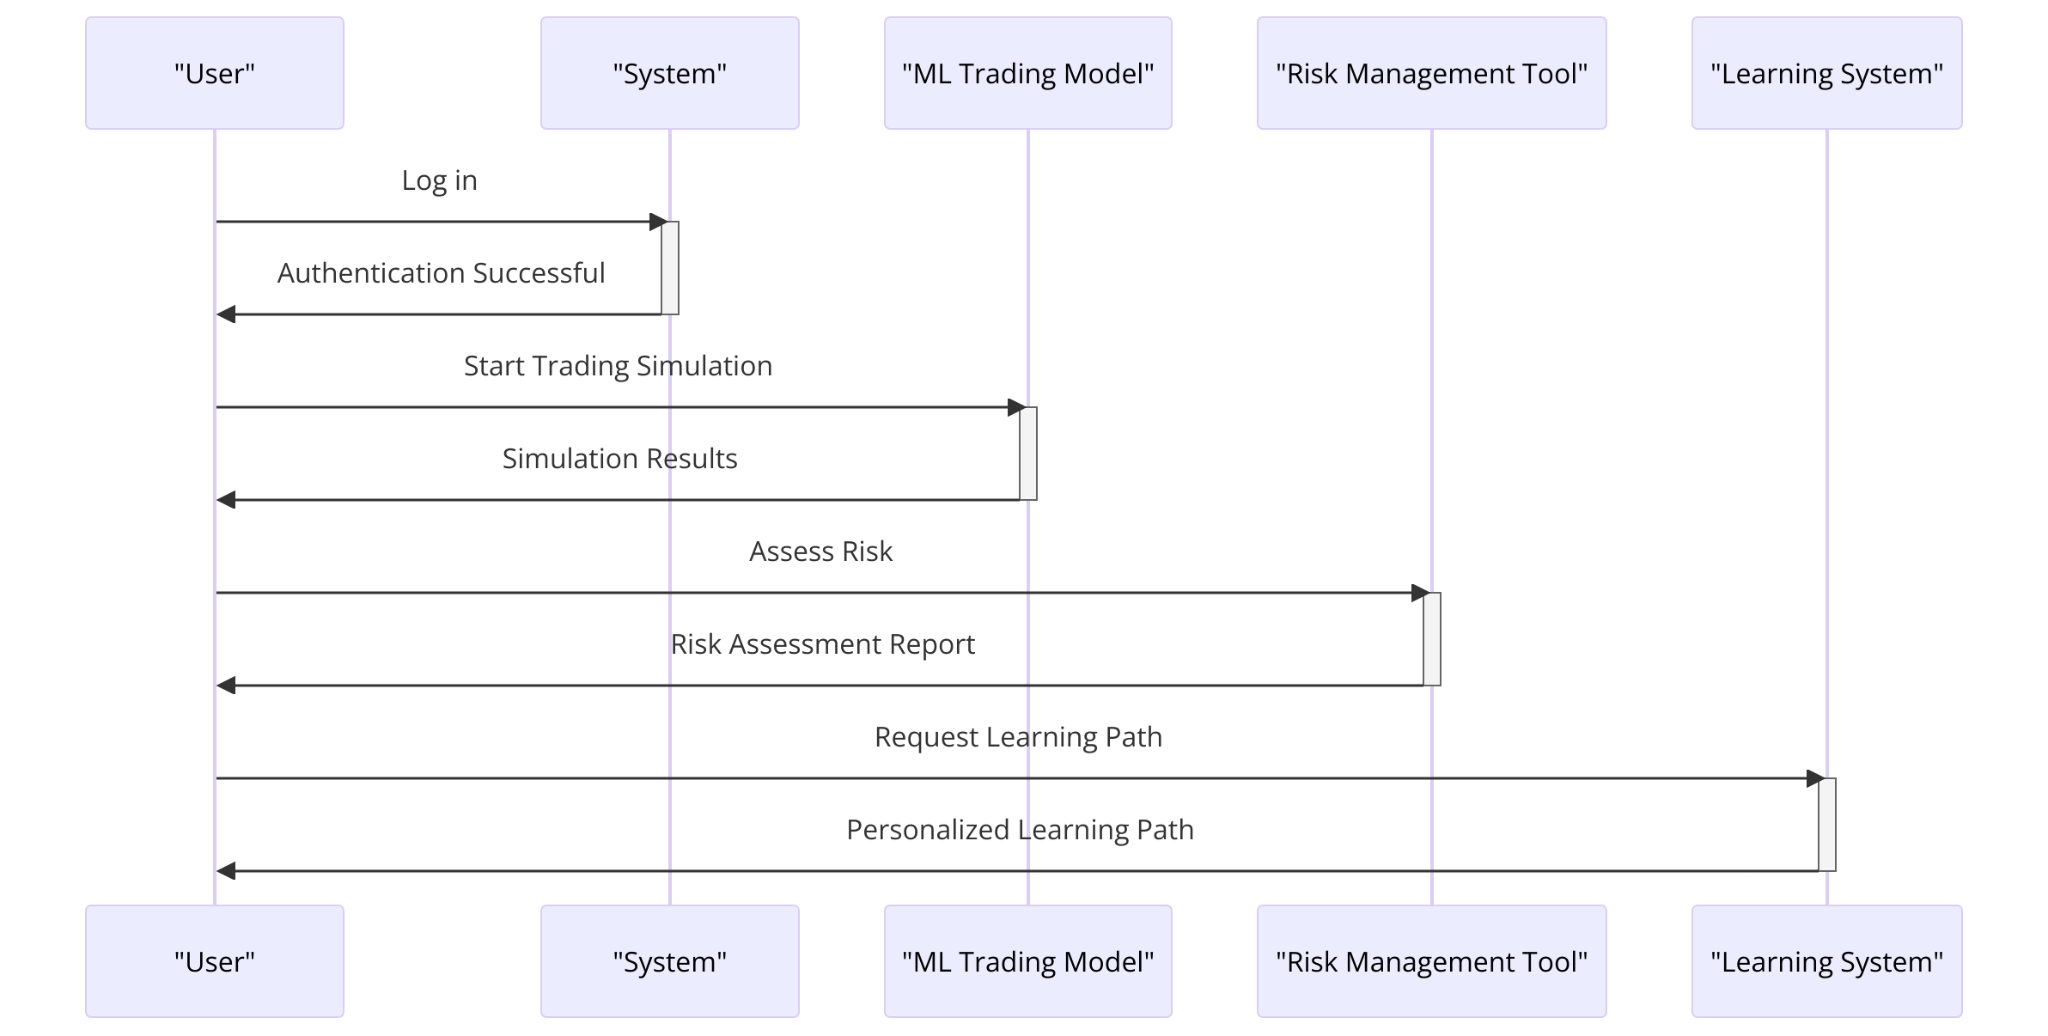 "User"
"System"
"ML Trading Model"
"Risk Management Tool"
"Learning System"
Log in
Authentication Successful
Start Trading Simulation
Simulation Results
Assess Risk
Risk Assessment Report
Request Learning Path
Personalized Learning Path
"User"
"System"
"ML Trading Model"
"Risk Management Tool"
"Learning System"